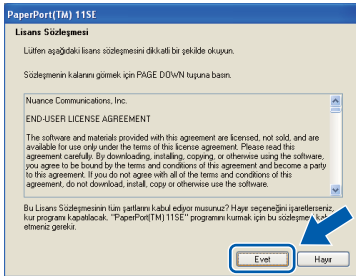 PaperPort(TM) 11SE
Lisans Sözleşmesi
Lütfen aşağıdaki lisans sözleşmesini dikkatli bir şekilde okuyun.
Sözleşmenin kalanını görmek için PAGE DOWN tuşuna basın.
Nuance Communications, Inc.
END-USER LICENSE AGREEMENT
The software and materials provided with this agreement are licensed, not sold, and are
available for use only under the terms of this license agreement. Please read this
agreement carefully. By downloading, installing, copying, or otherwise using the software,
you agree to be bound by the terms and conditions of this agreement and become a party
to this agreement. If you do not agree with all of the terms and conditions of this
agreement, do not download, install, copy or otherwise use the software.
Bu Lisans Sözleşmesinin tüm şartlarını kabul ediyor musunuz? Hayır seçeneğini işaretlerseniz,
kur programı kapatılacak. "PaperPort(TM) 11SE" programını kurmak için bu sözleşmeyi
etmeniz gerekir.
Evet
Hayır